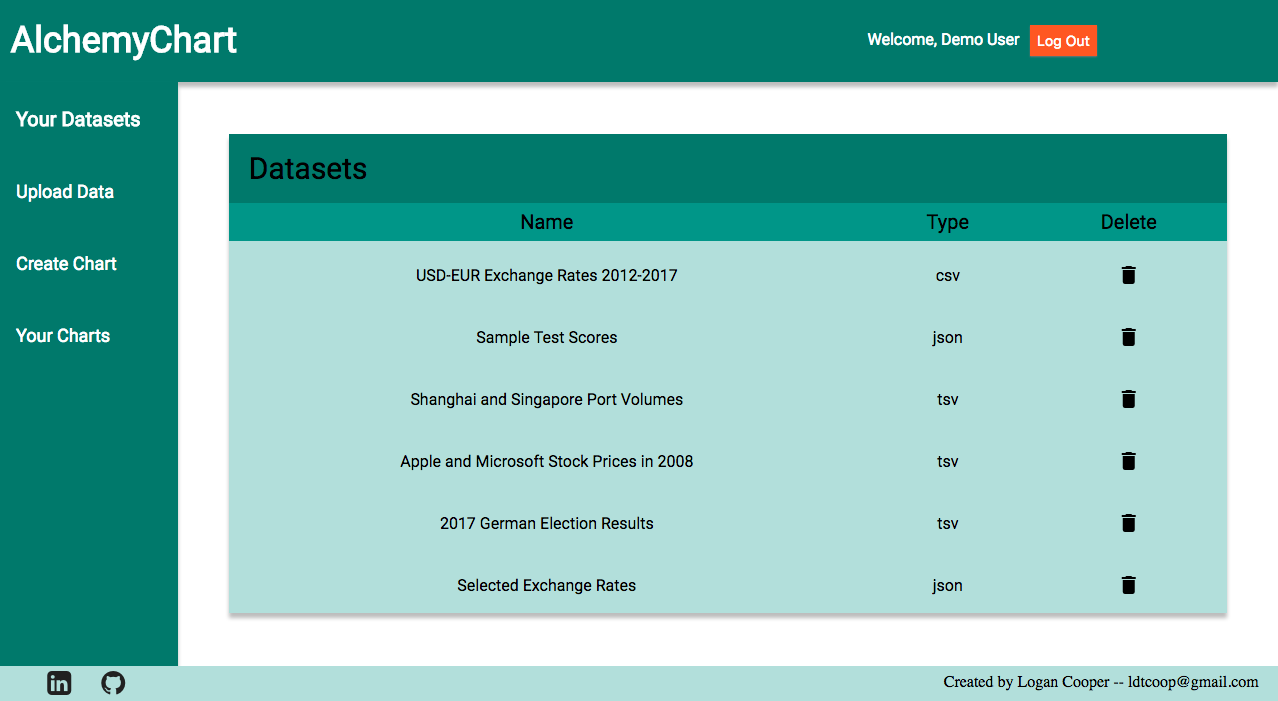 AlchemyChart
Welcome, Demo User Log Out
Your Datasets
Upload Data
Create Chart
Your Charts
Datasets
Name Type Delete
USD-EUR Exchange Rates 2012-2017 csv
Sample Test Scores json
Shanghai and Singapore Port Volumes tsv
Apple and Microsoft Stock Prices in 2008 tsv
2017 German Election Results tsv
Selected Exchange Rates json
in
Created by Logan Cooper -- ldtcoop@gmail.com